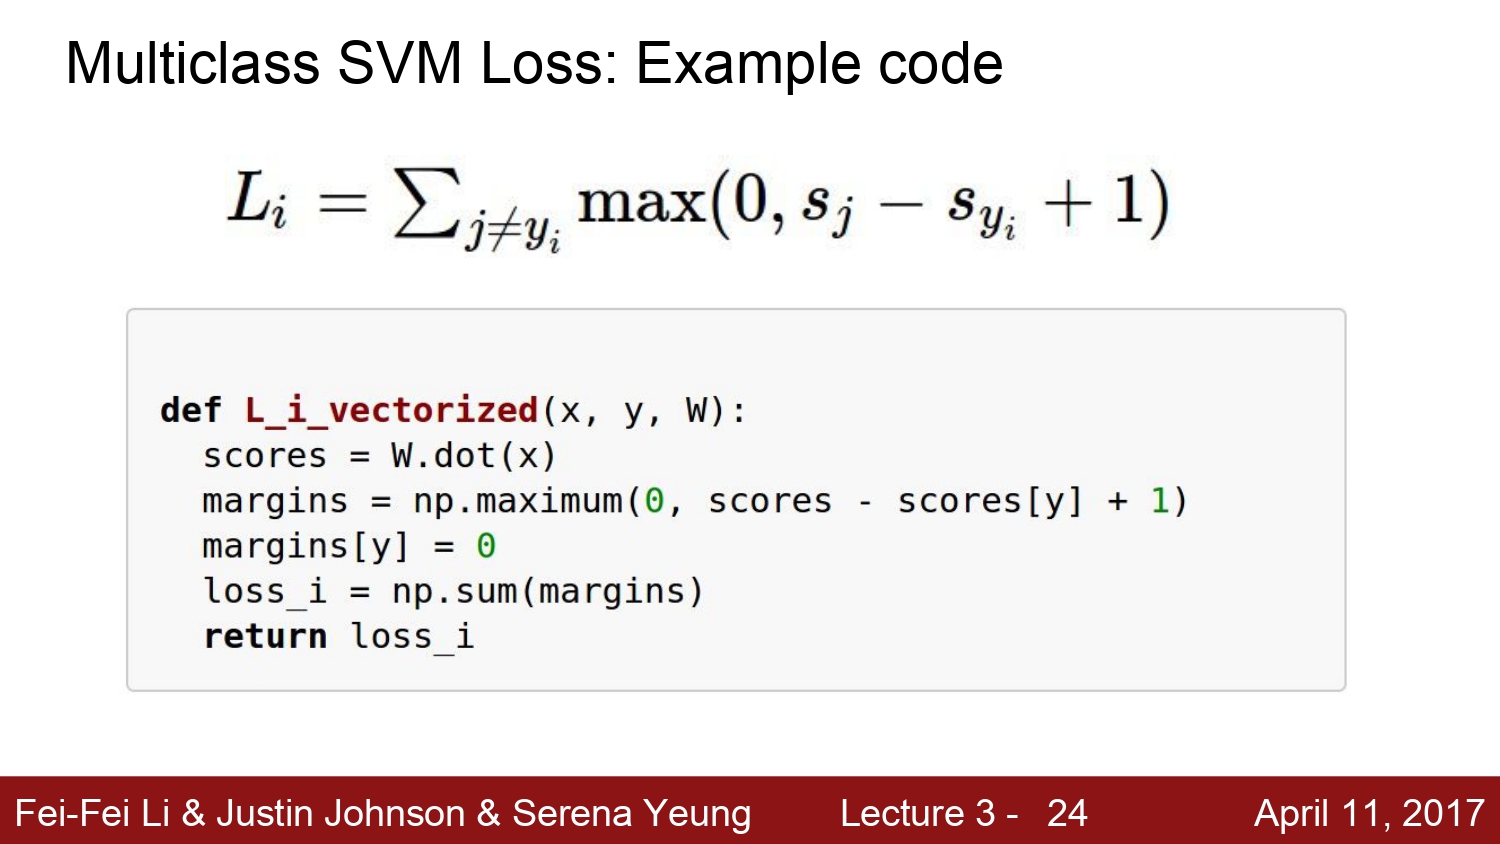 Multiclass SVM Loss: Example code
L_i = ∑_{j≠y_i} max(0, s_j − s_{y_i} + 1)
def L_i_vectorized(x, y, W):
  scores = W.dot(x)
  margins = np.maximum(0, scores - scores[y] + 1)
  margins[y] = 0
  loss_i = np.sum(margins)
  return loss_i
Fei-Fei Li & Justin Johnson & Serena Yeung Lecture 3 - 24 April 11, 2017